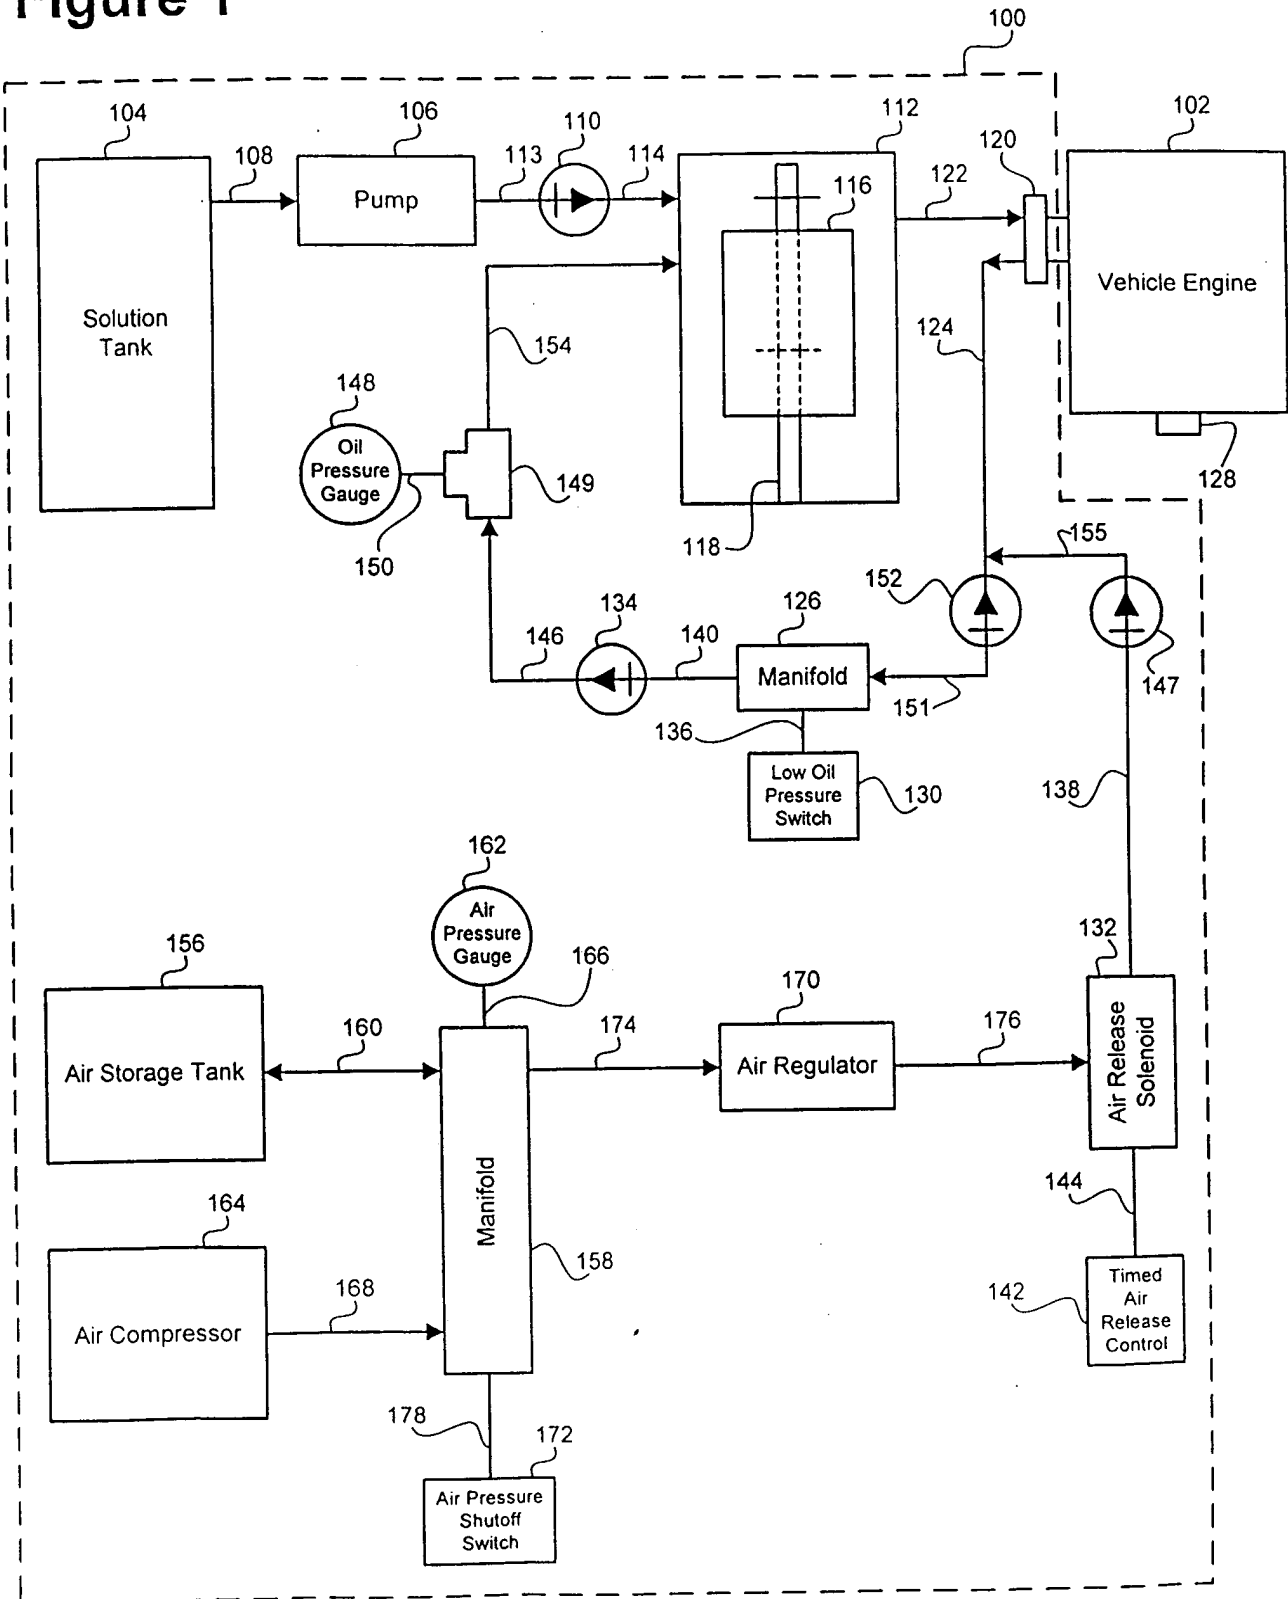 Figure 1
100
104
106
110
112
102
108
113
114
120
122
116
Pump
Vehicle Engine
Solution
Tank
154
124
148
Oil
Pressure
Gauge
149
128
118
150
155
152
134
126
146
140
Manifold
147
151
136
Low Oil
Pressure
Switch
130
138
162
Air
Pressure
Gauge
132
156
166
170
160
174
176
Air Storage Tank
Air Regulator
Air Release
Solenoid
Manifold
144
164
158
168
142
Timed
Air
Release
Control
Air Compressor
178
172
Air Pressure
Shutoff
Switch